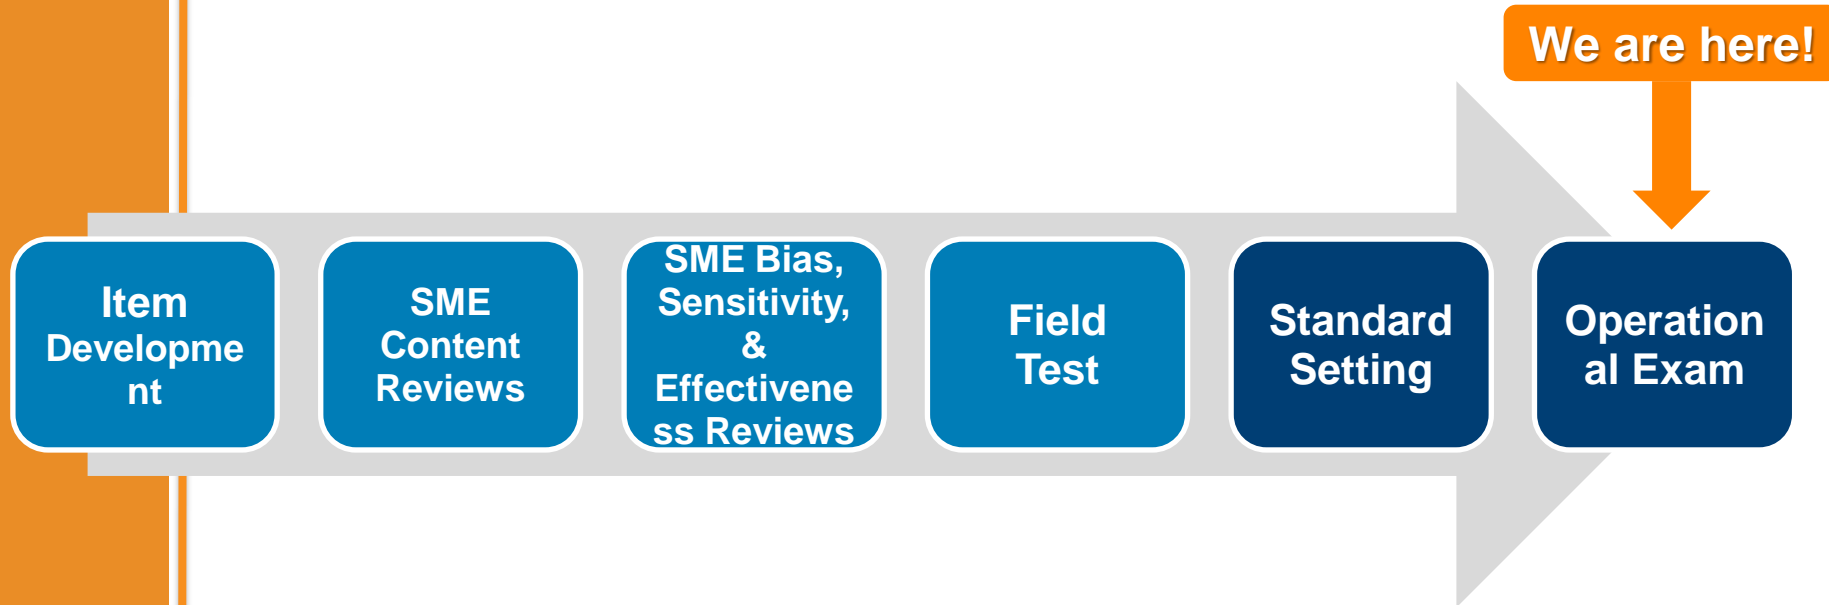 We are here!
Item
Developme
nt
SME
Content
Reviews
SME Bias,
Sensitivity,
&
Effectivene
ss Reviews
Field
Test
Standard
Setting
Operation
al Exam